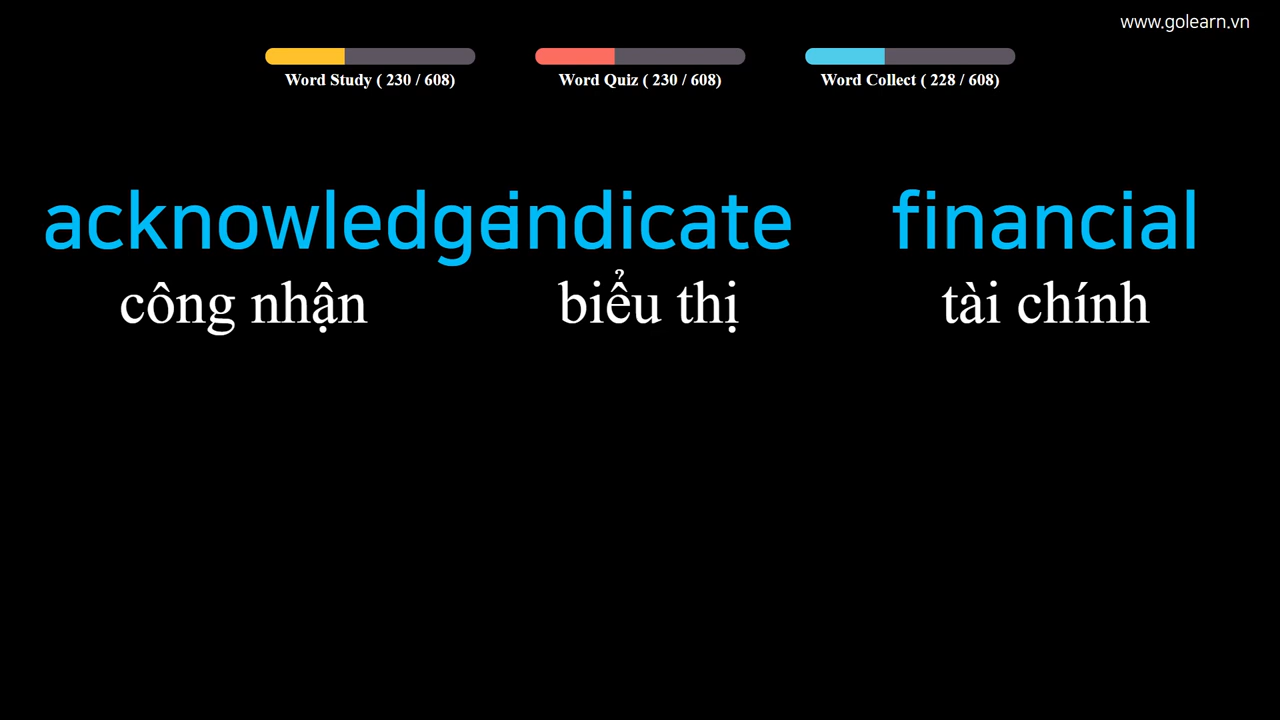 www.golearn.vn
Word Study ( 230 / 608) Word Quiz ( 230 / 608) Word Collect ( 228 / 608)
acknowledge indicate financial
công nhận biểu thị tài chính